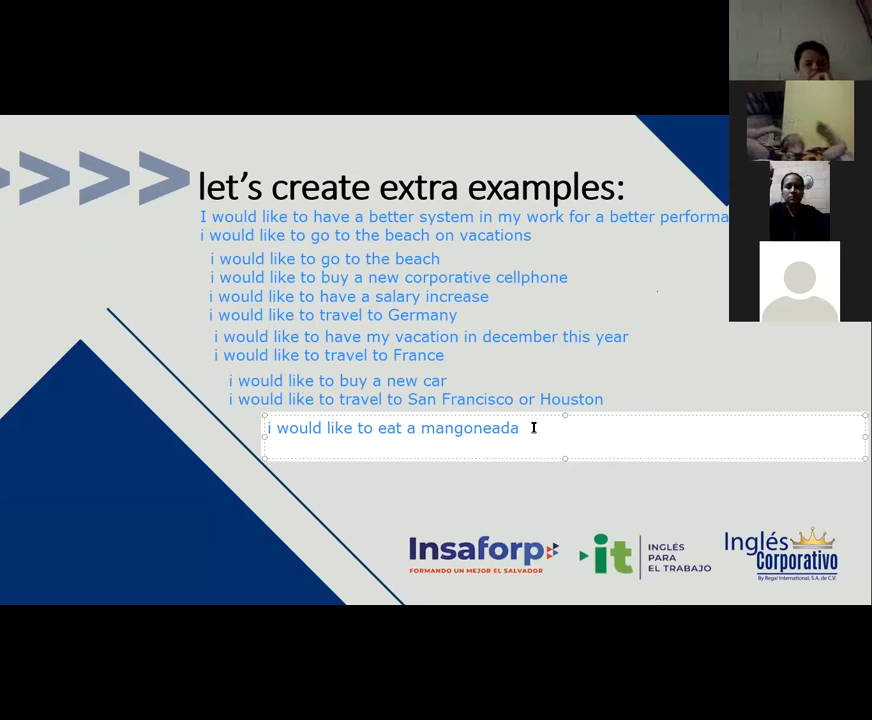 let's create extra examples:
I would like to have a better system in my work for a better performa
i would like to go to the beach on vacations
i would like to go to the beach
i would like to buy a new corporative cellphone
i would like to have a salary increase
i would like to travel to Germany
i would like to have my vacation in december this year
i would like to travel to France
i would like to buy a new car
i would like to travel to San Francisco or Houston
i would like to eat a mangoneada
Insaforp
FORMANDO UN MEJOR EL SALVADOR
it
INGLÉS
PARA
EL TRABAJO
Inglés
Corporativo
By Regal International, S.A. de C.V.